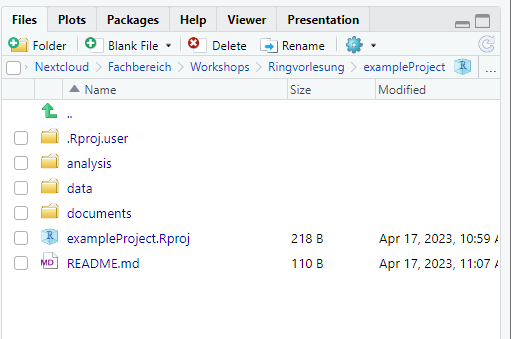 Files Plots Packages Help Viewer Presentation
Folder Blank File Delete Rename
Nextcloud Fachbereich Workshops Ringvorlesung exampleProject R ...
Name Size Modified
..
.Rproj.user
analysis
data
documents
R exampleProject.Rproj 218 B Apr 17, 2023, 10:59 A
MD README.md 110 B Apr 17, 2023, 11:07 A